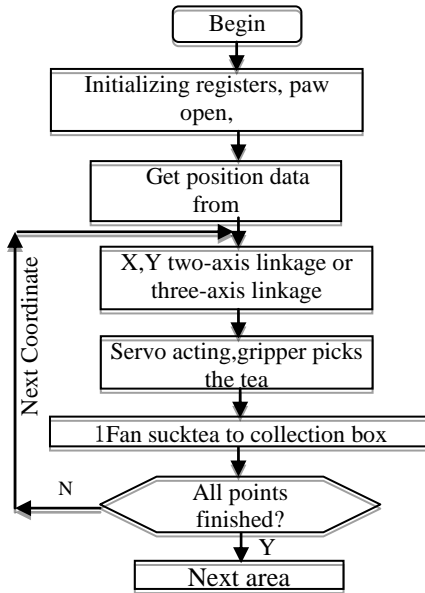 Begin
Initializing registers, paw
open,
Get position data
from
X,Y two-axis linkage or
three-axis linkage
Servo acting,gripper picks
the tea
1Fan sucktea to collection box
All points
finished?
N
Y
Next area
Next Coordinate